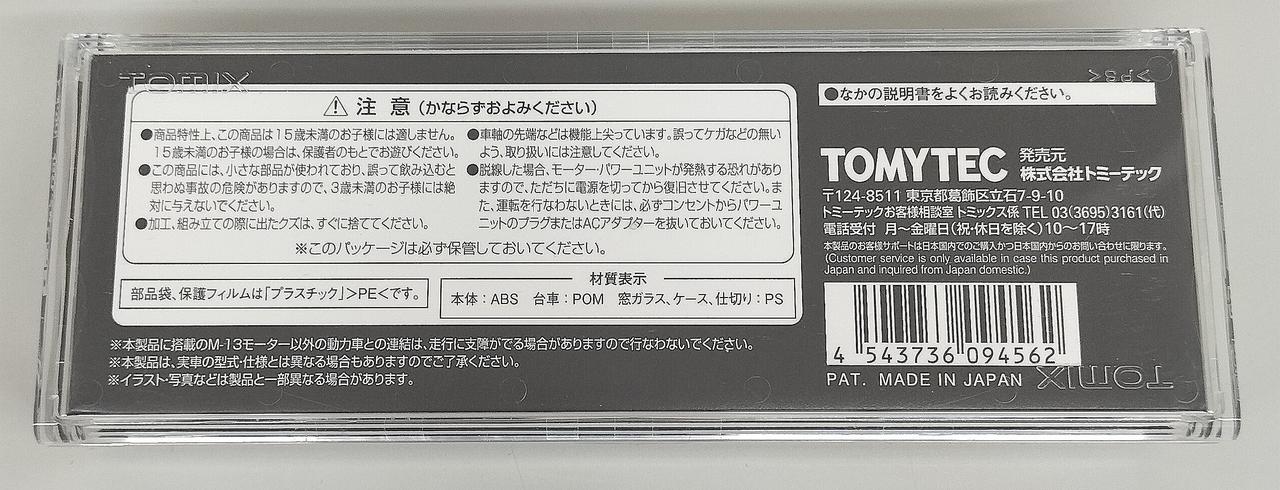 TOMIX
>PS<
⚠ 注 意 (かならずおよみください)
●商品特性上、この商品は15歳未満のお子様には適しません。
15歳未満のお子様の場合は、保護者のもとでお遊びください。
●この商品には、小さな部品が使われており、誤って飲み込むと
思わぬ事故の危険がありますので、3歳未満のお子様には絶
対に与えないでください。
●加工、組み立ての際に出たクズは、すぐに捨ててください。
●車軸の先端などは機能上尖っています。誤ってケガなどの無い
よう、取り扱いには注意してください。
●脱線した場合、モーター・パワーユニットが発熱する恐れがあり
ますので、ただちに電源を切ってから復旧させてください。ま
た、運転を行なわないときには、必ずコンセントからパワーユ
ニットのプラグまたはACアダプターを抜いておいてください。
※このパッケージは必ず保管しておいてください。
部品袋、保護フィルムは「プラスチック」>PE<です。
材質表示
本体：ABS 台車：POM 窓ガラス、ケース、仕切り：PS
※本製品に搭載のM-13モーター以外の動力車との連結は、走行に支障がでる場合がありますので行なわないでください。
※本製品は、実車の型式・仕様とは異なる場合もありますのでご了承ください。
※イラスト・写真などは製品と一部異なる場合があります。
●なかの説明書をよくお読みください。
TOMYTEC 発売元
株式会社トミーテック
〒124-8511 東京都葛飾区立石7-9-10
トミーテックお客様相談室 トミックス係 TEL 03(3695)3161(代)
電話受付 月〜金曜日(祝・休日を除く)10〜17時
本製品のお客様サポートは日本国内でのご購入かつ日本国内からのお問い合わせに限ります。
(Customer service is only available in case this product purchased in
Japan and inquired from Japan domestic.)
4 543736 094562
PAT. MADE IN JAPAN
TOMIX